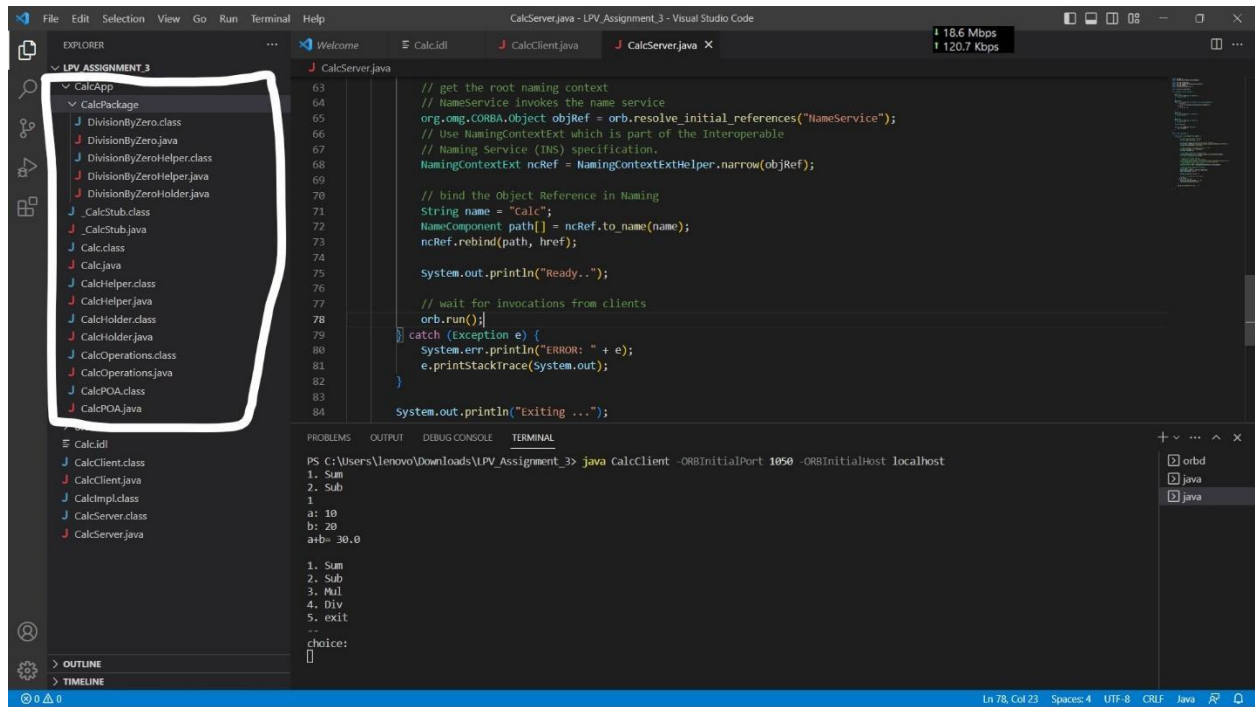 File Edit Selection View Go Run Terminal Help
CalcServer.java - LPV_Assignment_3 - Visual Studio Code
18.6 Mbps
120.7 Kbps
EXPLORER
LPV_ASSIGNMENT_3
CalcApp
CalcPackage
J DivisionByZero.class
J DivisionByZero.java
J DivisionByZeroHelper.class
J DivisionByZeroHelper.java
J DivisionByZeroHolder.java
J _CalcStub.class
J _CalcStub.java
J Calc.class
J Calc.java
J CalcHelper.class
J CalcHelper.java
J CalcHolder.class
J CalcHolder.java
J CalcOperations.class
J CalcOperations.java
J CalcPOA.class
J CalcPOA.java
Calc.idl
J CalcClient.class
J CalcClient.java
J CalcImpl.class
J CalcServer.class
J CalcServer.java
OUTLINE
TIMELINE
Welcome Calc.idl J CalcClient.java J CalcServer.java
J CalcServer.java
63 // get the root naming context
64 // NameService invokes the name service
65 org.omg.CORBA.Object objRef = orb.resolve_initial_references("NameService");
66 // Use NamingContextExt which is part of the Interoperable
67 // Naming Service (INS) specification.
68 NamingContextExt ncRef = NamingContextExtHelper.narrow(objRef);
69
70 // bind the Object Reference in Naming
71 String name = "Calc";
72 NameComponent path[] = ncRef.to_name(name);
73 ncRef.rebind(path, href);
74
75 System.out.println("Ready..");
76
77 // wait for invocations from clients
78 orb.run();
79 } catch (Exception e) {
80 System.err.println("ERROR: " + e);
81 e.printStackTrace(System.out);
82 }
83
84 System.out.println("Exiting ...");
PROBLEMS OUTPUT DEBUG CONSOLE TERMINAL
PS C:\Users\lenovo\Downloads\LPV_Assignment_3> java CalcClient -ORBInitialPort 1050 -ORBInitialHost localhost
1. Sum
2. Sub
1
a: 10
b: 20
a+b= 30.0
1. Sum
2. Sub
3. Mul
4. Div
5. exit
--
choice:
orbd
java
java
0 0
Ln 78, Col 23 Spaces: 4 UTF-8 CRLF Java